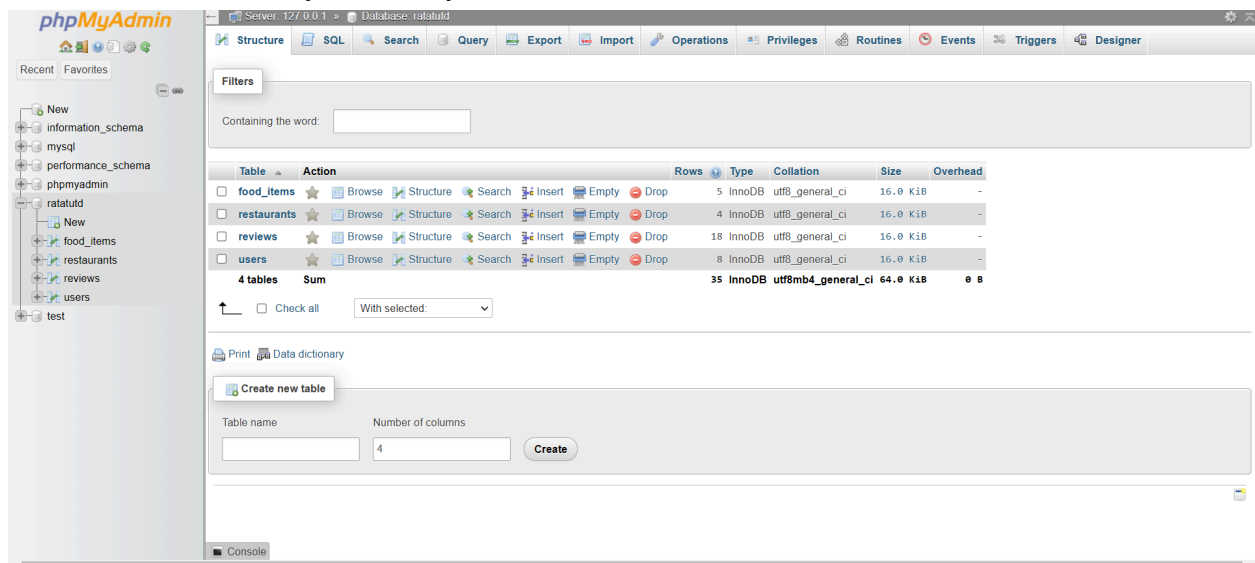 phpMyAdmin
Recent Favorites
New
information_schema
mysql
performance_schema
phpmyadmin
ratatutd
New
food_items
restaurants
reviews
users
test
Server: 127.0.0.1 » Database: ratatutd
Structure SQL Search Query Export Import Operations Privileges Routines Events Triggers Designer
Filters
Containing the word:
Table Action Rows Type Collation Size Overhead
food_items Browse Structure Search Insert Empty Drop 5 InnoDB utf8_general_ci 16.0 KiB -
restaurants Browse Structure Search Insert Empty Drop 4 InnoDB utf8_general_ci 16.0 KiB -
reviews Browse Structure Search Insert Empty Drop 18 InnoDB utf8_general_ci 16.0 KiB -
users Browse Structure Search Insert Empty Drop 8 InnoDB utf8_general_ci 16.0 KiB -
4 tables Sum 35 InnoDB utf8mb4_general_ci 64.0 KiB 0 B
Check all With selected:
Print Data dictionary
Create new table
Table name Number of columns
4 Create
Console